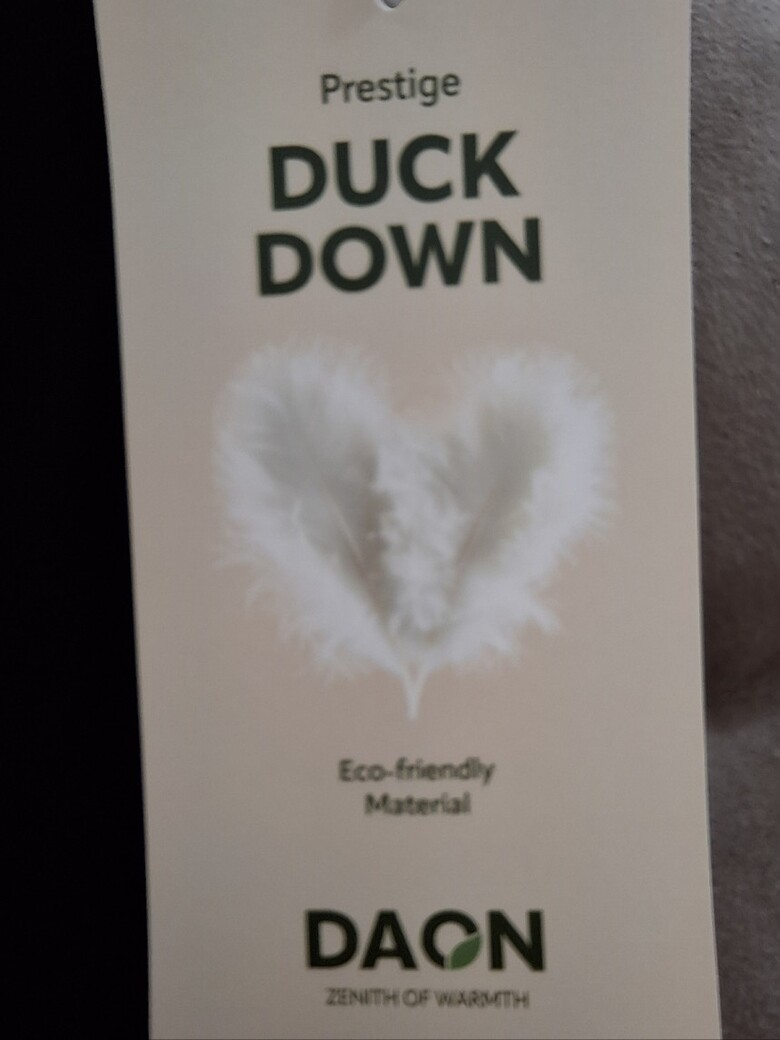 Prestige
DUCK
DOWN
Eco-friendly
Material
DAON
ZENITH OF WARMTH